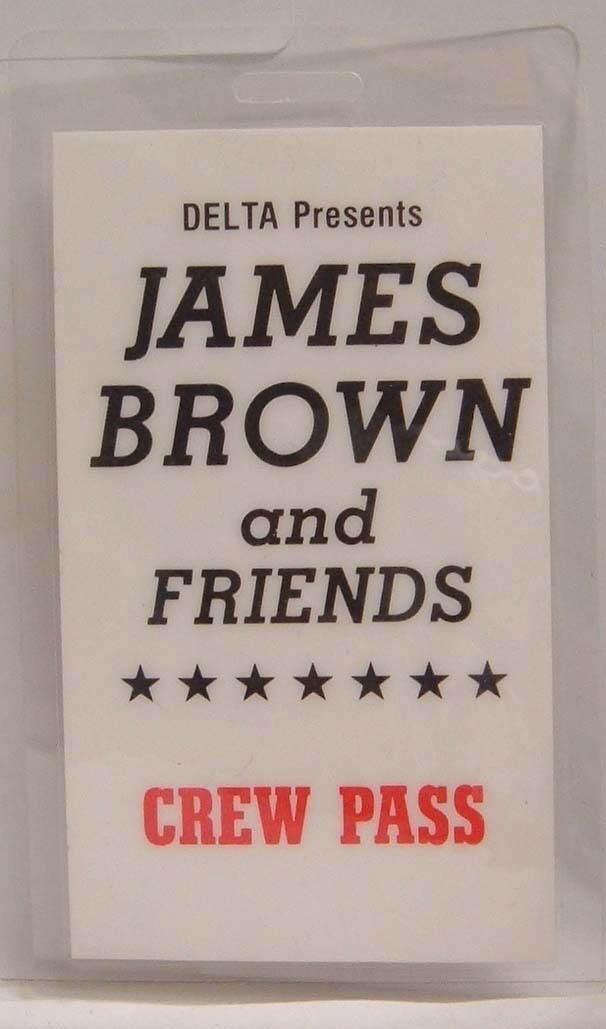 DELTA Presents
JAMES
BROWN
and
FRIENDS
★★★★★★★
CREW PASS